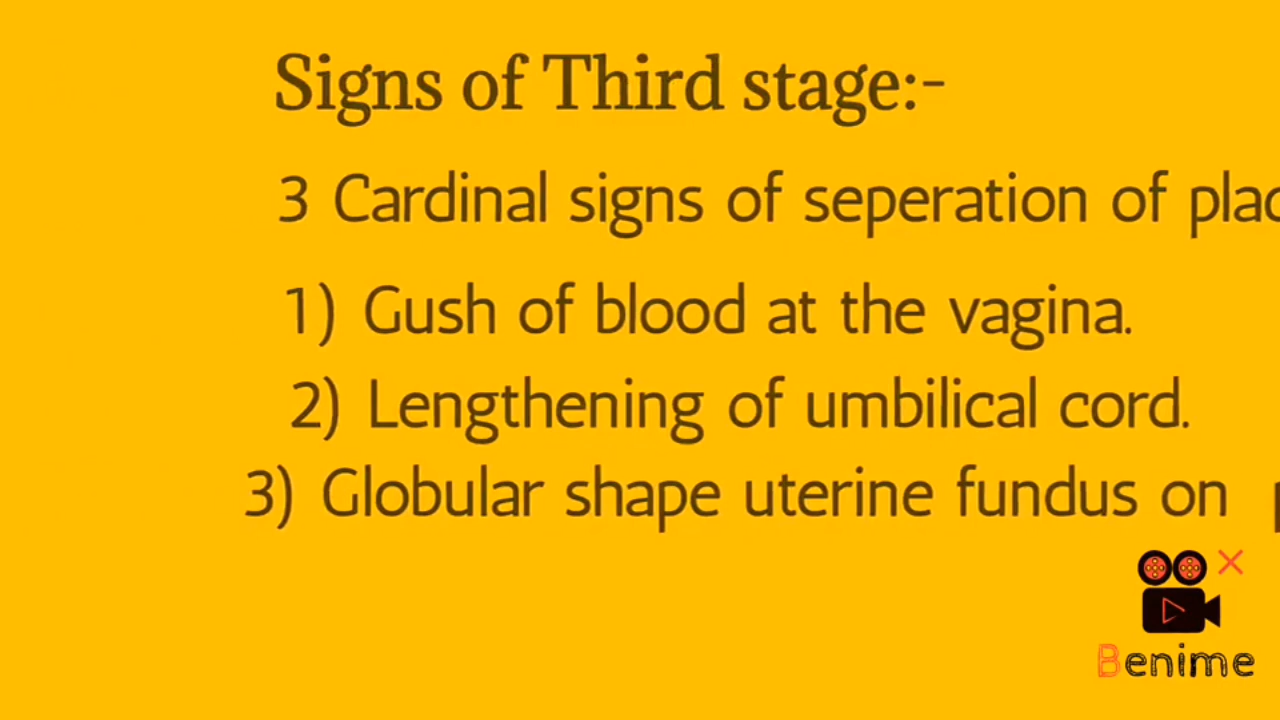 Signs of Third stage:-
3 Cardinal signs of seperation of
1) Gush of blood at the vagina.
2) Lengthening of umbilical cord.
3) Globular shape uterine fundus on
Benime